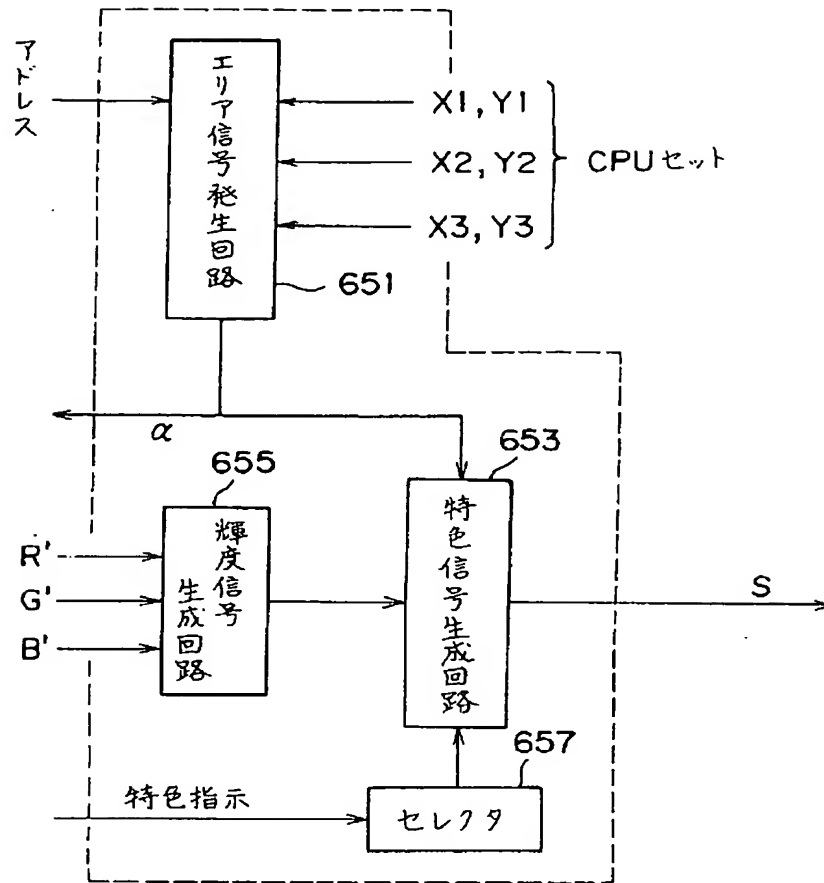 アドレス
エリア信号発生回路
X1, Y1
X2, Y2
X3, Y3
CPUセット
651
α
653
655
輝度信号
生成回路
特色信号生成回路
R'
G'
B'
S
657
特色指示
セレクタ